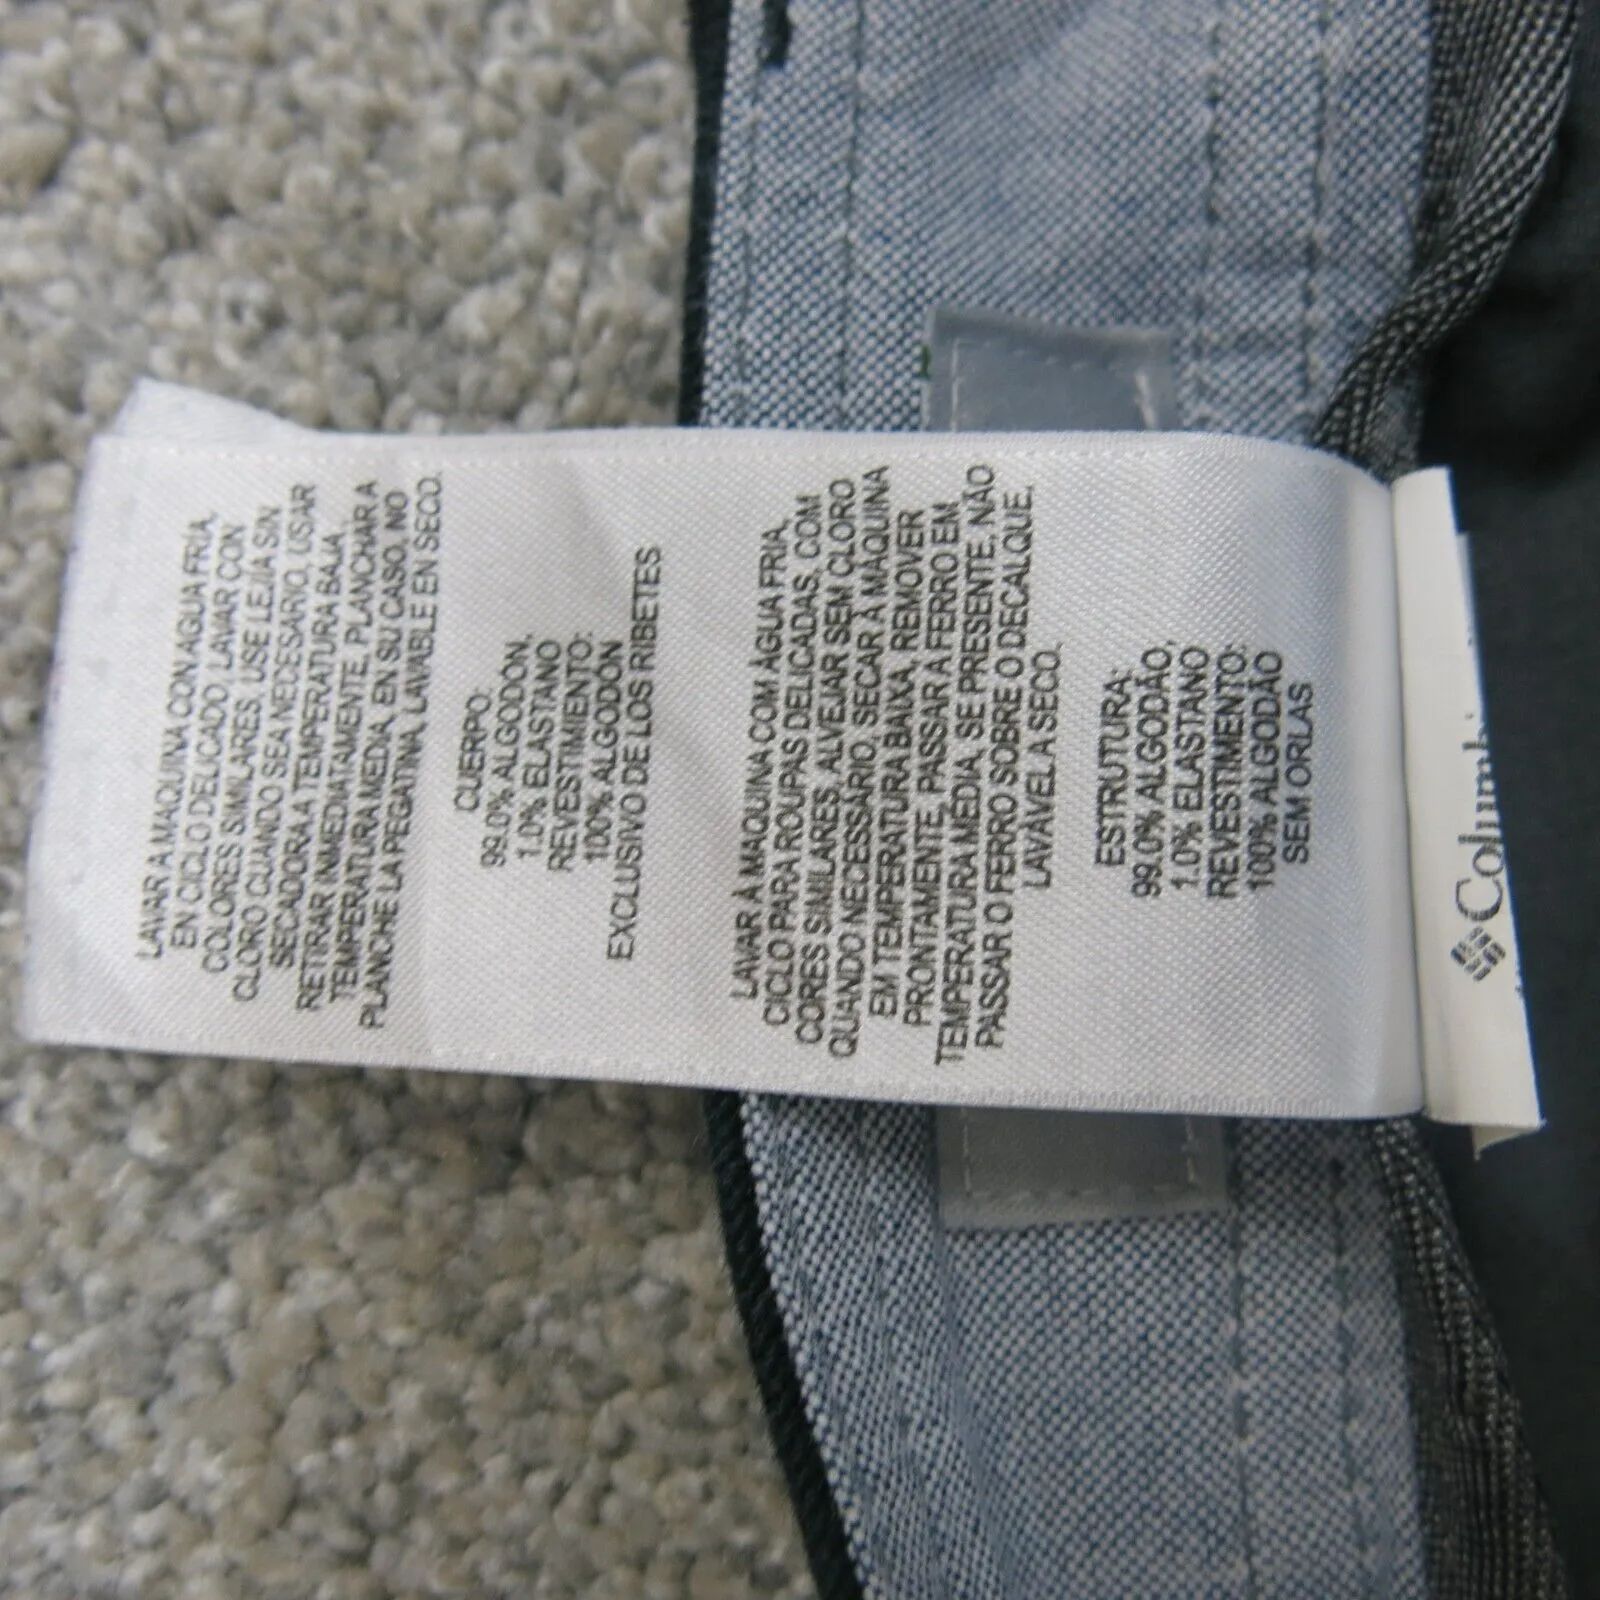 LAVAR A MAQUINA CON AGUA FRIA,
EN CICLO DELICADO, LAVAR CON
COLORES SIMILARES, USE LEJIA SIN
CLORO CUANDO SEA NECESARIO, USAR
SECADORA A TEMPERATURA BAJA,
RETIRAR INMEDIATAMENTE, PLANCHAR A
TEMPERATURA MEDIA, EN SU CASO, NO
PLANCHE LA PEGATINA, LAVABLE EN SECO.
CUERPO:
99.0% ALGODON,
1.0% ELASTANO
REVESTIMIENTO:
100% ALGODÓN
EXCLUSIVO DE LOS RIBETES
LAVAR À MAQUINA COM ÁGUA FRIA,
CICLO PARA ROUPAS DELICADAS, COM
CORES SIMILARES, ALVEJAR SEM CLORO
QUANDO NECESSÁRIO, SECAR À MAQUINA
EM TEMPERATURA BAIXA, REMOVER
PRONTAMENTE, PASSAR A FERRO EM
TEMPERATURA MÉDIA, SE PRESENTE, NÃO
PASSAR O FERRO SOBRE O DECALQUE,
LAVÁVEL A SECO.
ESTRUTURA:
99.0% ALGODÃO,
1.0% ELASTANO
REVESTIMENTO:
100% ALGODÃO
SEM ORLAS
Columbi